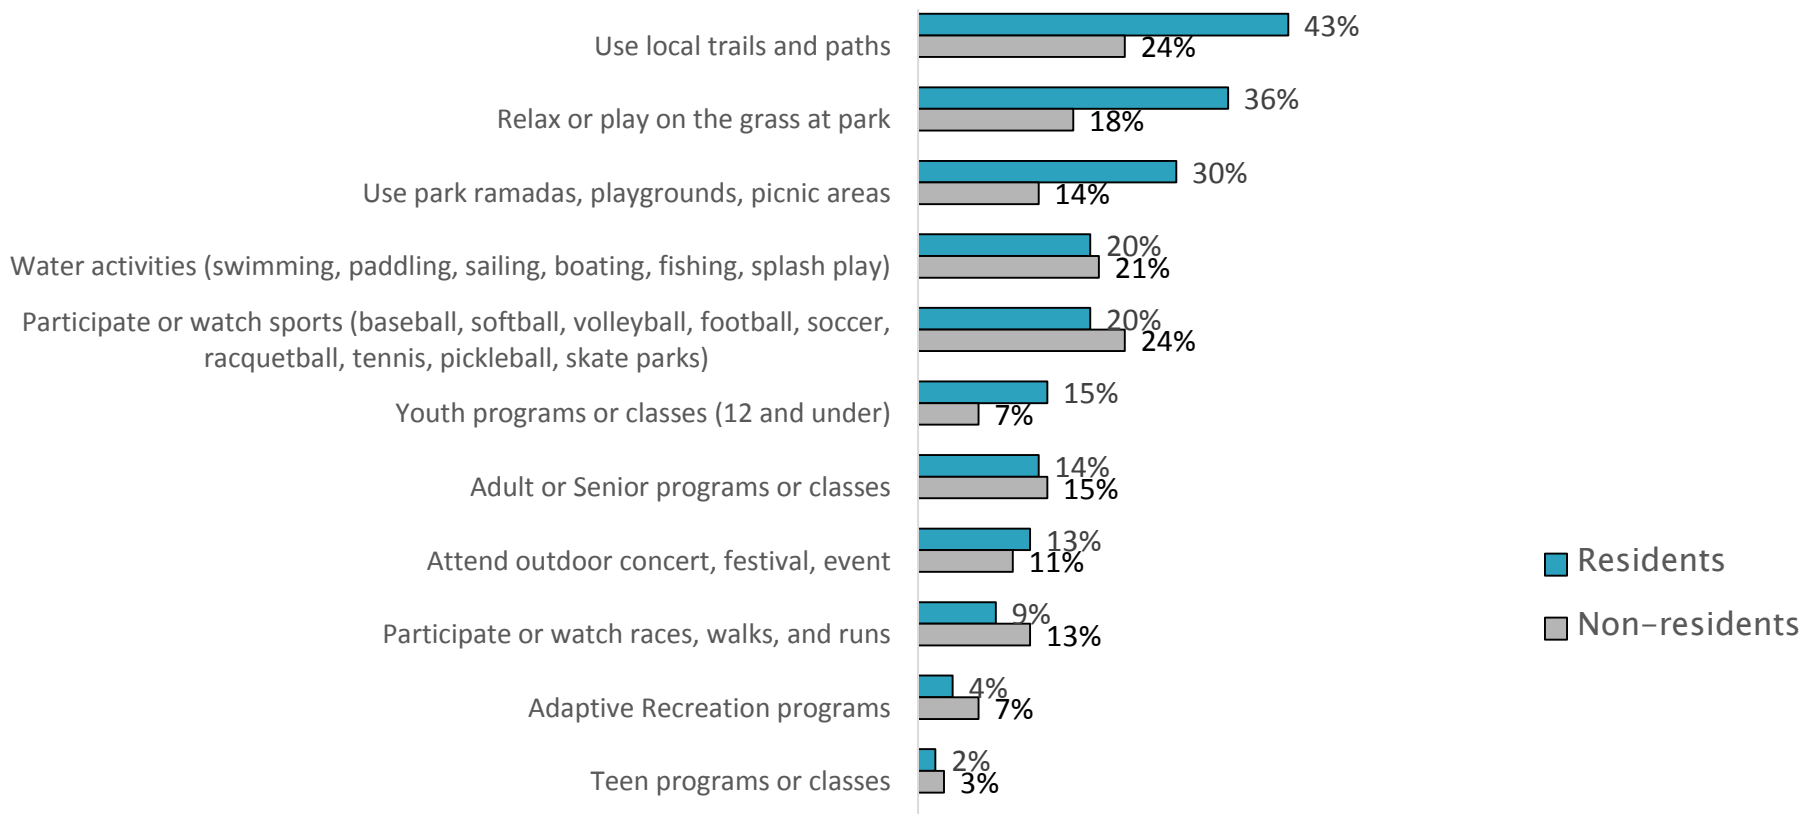 Use local trails and paths
43%
24%
Relax or play on the grass at park
36%
18%
Use park ramadas, playgrounds, picnic areas
30%
14%
Water activities (swimming, paddling, sailing, boating, fishing, splash play)
20%
21%
Participate or watch sports (baseball, softball, volleyball, football, soccer,
racquetball, tennis, pickleball, skate parks)
20%
24%
Youth programs or classes (12 and under)
15%
7%
Adult or Senior programs or classes
14%
15%
Attend outdoor concert, festival, event
13%
11%
Participate or watch races, walks, and runs
9%
13%
Adaptive Recreation programs
4%
7%
Teen programs or classes
2%
3%
Residents
Non-residents